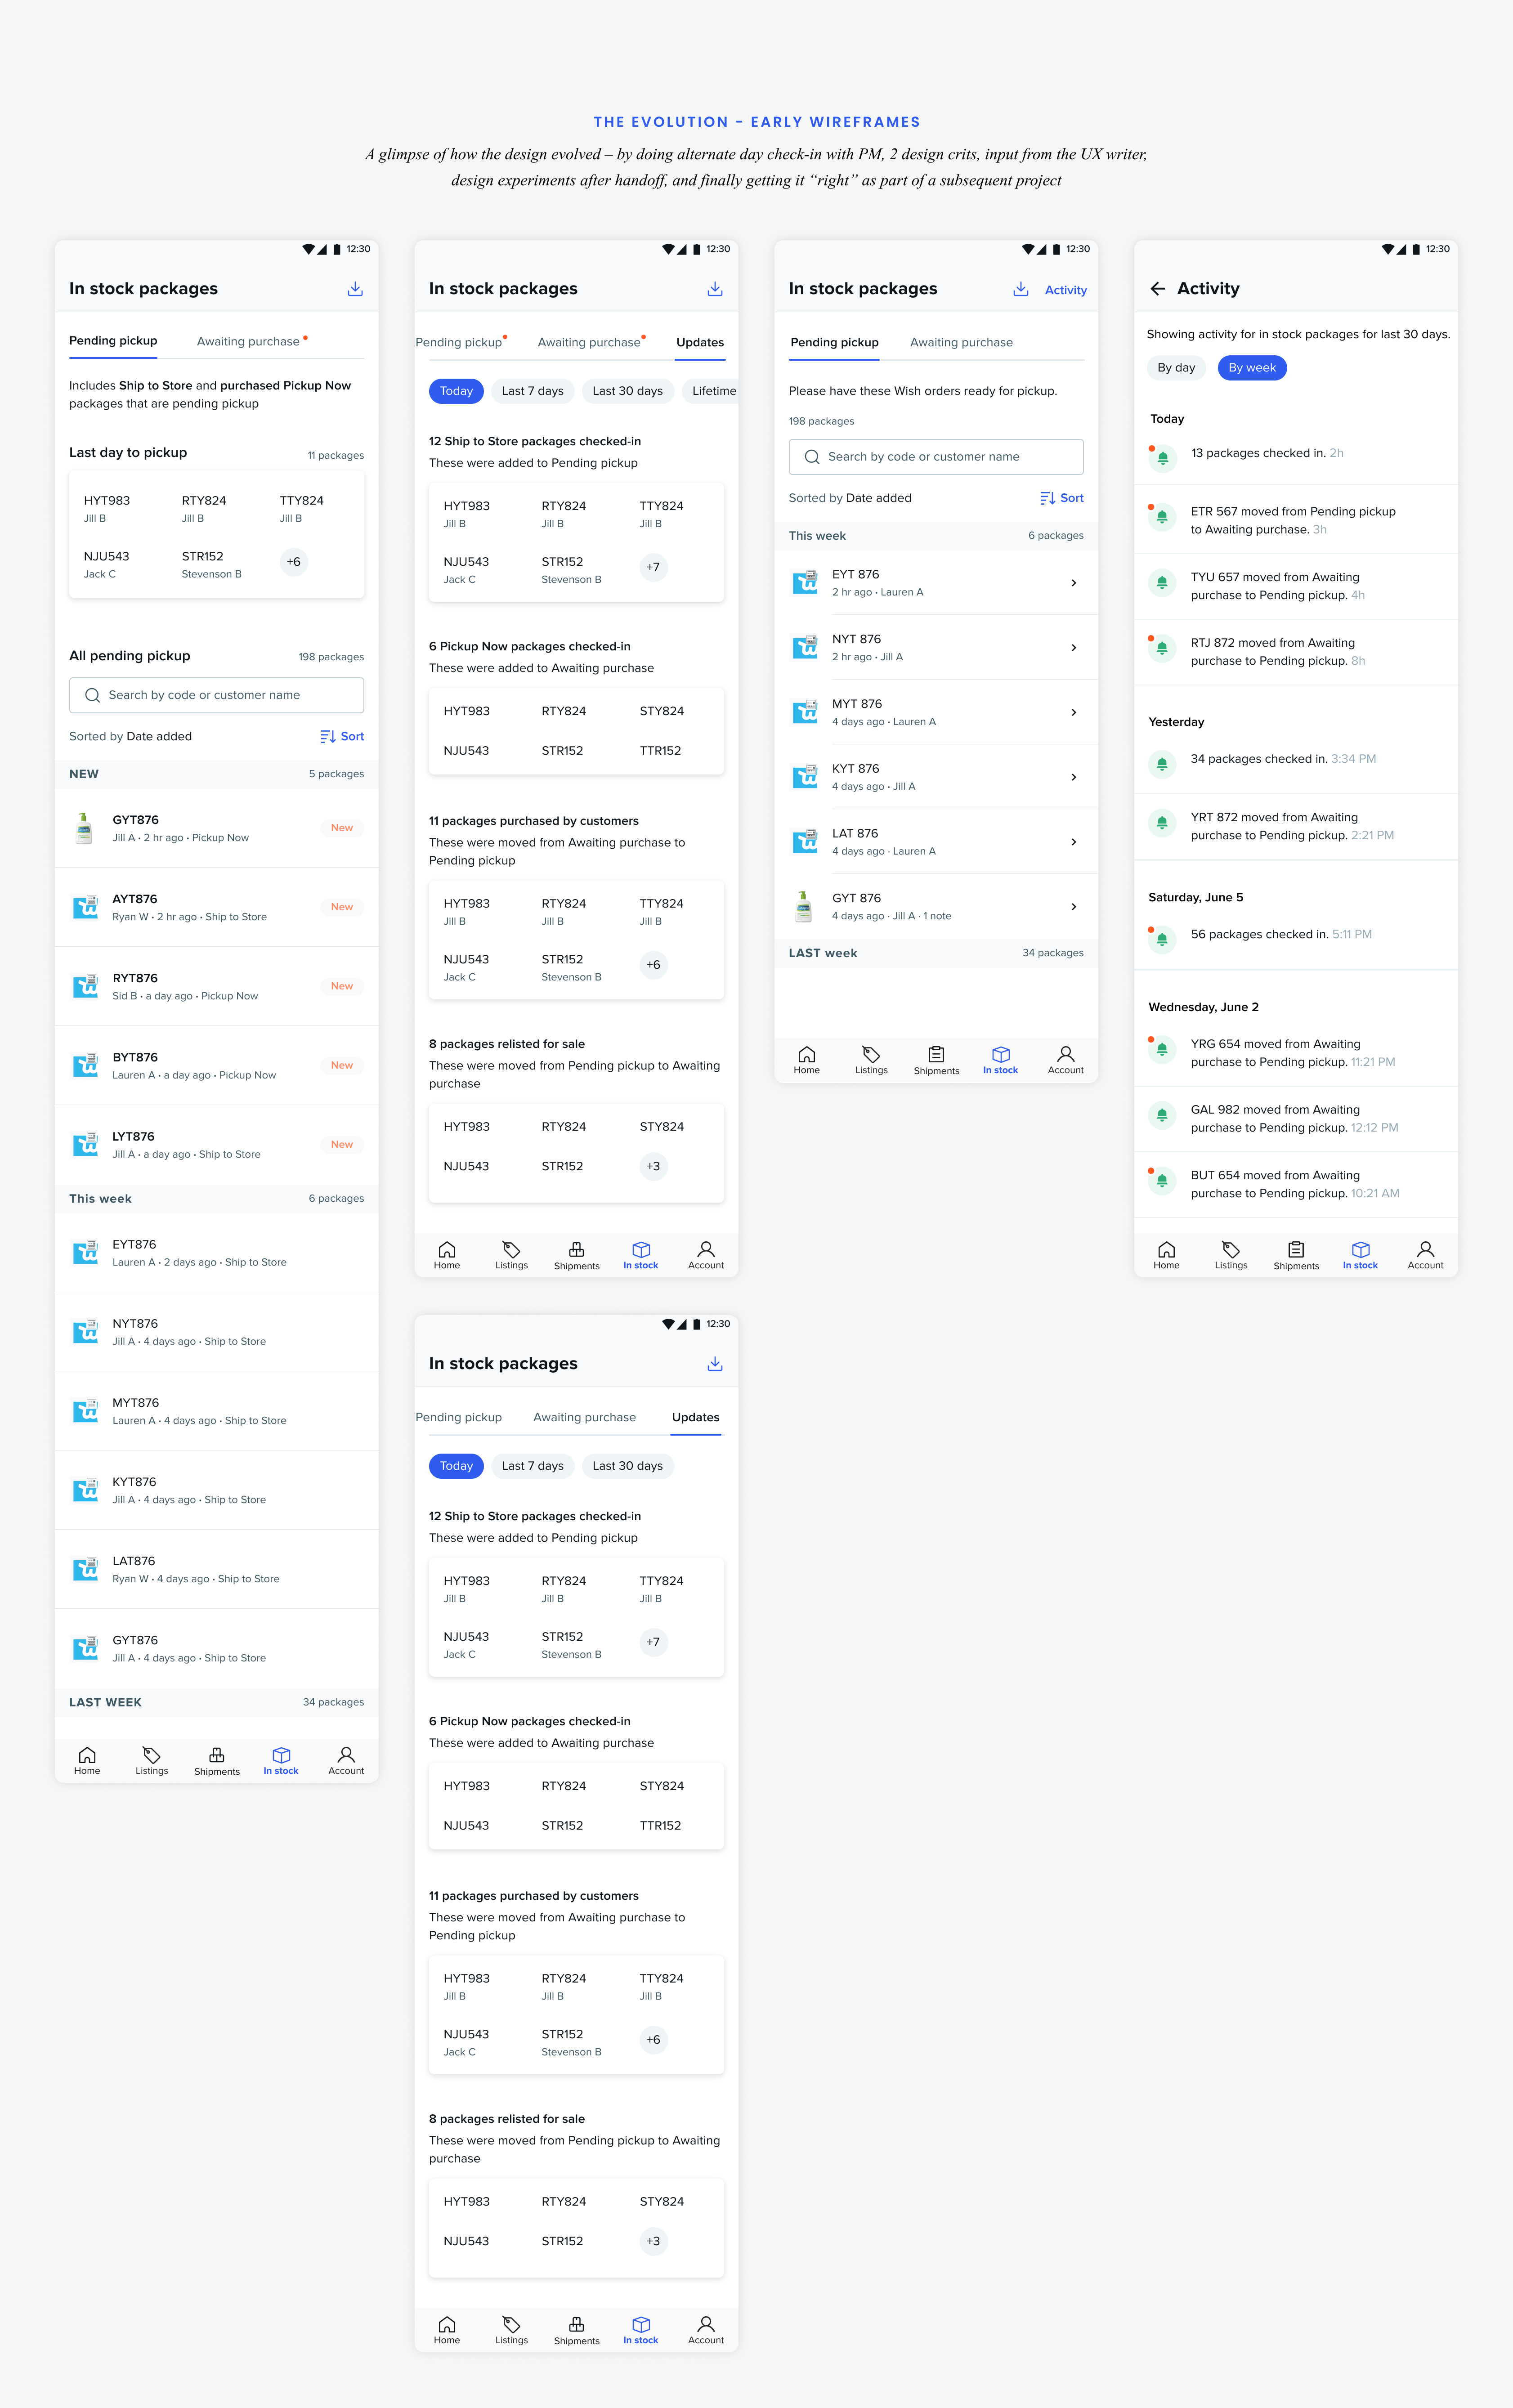 THE EVOLUTION - EARLY WIREFRAMES
A glimpse of how the design evolved – by doing alternate day check-in with PM, 2 design crits, input from the UX writer,
design experiments after handoff, and finally getting it “right” as part of a subsequent project
12:30
In stock packages
Pending pickup
Awaiting purchase
Includes Ship to Store and purchased Pickup Now
packages that are pending pickup
Last day to pickup
11 packages
HYT983
RTY824
TTY824
Jill B
Jill B
Jill B
NJU543
STR152
+6
Jack C
Stevenson B
All pending pickup
198 packages
Search by code or customer name
Sorted by Date added
Sort
NEW
5 packages
GYT876
Jill A • 2 hr ago • Pickup Now
New
AYT876
Ryan W • 2 hr ago • Ship to Store
New
RYT876
Sid B • a day ago • Pickup Now
New
BYT876
Lauren A • a day ago • Pickup Now
New
LYT876
Jill A • a day ago • Ship to Store
New
This week
6 packages
EYT876
Lauren A • 2 days ago • Ship to Store
NYT876
Jill A • 4 days ago • Ship to Store
MYT876
Lauren A • 4 days ago • Ship to Store
KYT876
Jill A • 4 days ago • Ship to Store
LAT876
Ryan W • 4 days ago • Ship to Store
GYT876
Jill A • 4 days ago • Ship to Store
LAST WEEK
34 packages
Home
Listings
Shipments
In stock
Account
12:30
In stock packages
Pending pickup
Awaiting purchase
Updates
Today
Last 7 days
Last 30 days
Lifetime
12 Ship to Store packages checked-in
These were added to Pending pickup
HYT983
RTY824
TTY824
Jill B
Jill B
Jill B
NJU543
STR152
+7
Jack C
Stevenson B
6 Pickup Now packages checked-in
These were added to Awaiting purchase
HYT983
RTY824
STY824
NJU543
STR152
TTR152
11 packages purchased by customers
These were moved from Awaiting purchase to
Pending pickup
HYT983
RTY824
TTY824
Jill B
Jill B
Jill B
NJU543
STR152
+6
Jack C
Stevenson B
8 packages relisted for sale
These were moved from Pending pickup to Awaiting
purchase
HYT983
RTY824
STY824
NJU543
STR152
+3
Home
Listings
Shipments
In stock
Account
12:30
In stock packages
Pending pickup
Awaiting purchase
Updates
Today
Last 7 days
Last 30 days
12 Ship to Store packages checked-in
These were added to Pending pickup
HYT983
RTY824
TTY824
Jill B
Jill B
Jill B
NJU543
STR152
+7
Jack C
Stevenson B
6 Pickup Now packages checked-in
These were added to Awaiting purchase
HYT983
RTY824
STY824
NJU543
STR152
TTR152
11 packages purchased by customers
These were moved from Awaiting purchase to
Pending pickup
HYT983
RTY824
TTY824
Jill B
Jill B
Jill B
NJU543
STR152
+6
Jack C
Stevenson B
8 packages relisted for sale
These were moved from Pending pickup to Awaiting
purchase
HYT983
RTY824
STY824
NJU543
STR152
+3
Home
Listings
Shipments
In stock
Account
12:30
In stock packages
Activity
Pending pickup
Awaiting purchase
Please have these Wish orders ready for pickup.
198 packages
Search by code or customer name
Sorted by Date added
Sort
This week
6 packages
EYT 876
2 hr ago • Lauren A
NYT 876
2 hr ago • Jill A
MYT 876
4 days ago • Lauren A
KYT 876
4 days ago • Jill A
LAT 876
4 days ago · Lauren A
GYT 876
4 days ago · Jill A · 1 note
LAST week
34 packages
Home
Listings
Shipments
In stock
Account
12:30
Activity
Showing activity for in stock packages for last 30 days.
By day
By week
Today
13 packages checked in. 2h
ETR 567 moved from Pending pickup
to Awaiting purchase. 3h
TYU 657 moved from Awaiting
purchase to Pending pickup. 4h
RTJ 872 moved from Awaiting
purchase to Pending pickup. 8h
Yesterday
34 packages checked in. 3:34 PM
YRT 872 moved from Awaiting
purchase to Pending pickup. 2:21 PM
Saturday, June 5
56 packages checked in. 5:11 PM
Wednesday, June 2
YRG 654 moved from Awaiting
purchase to Pending pickup. 11:21 PM
GAL 982 moved from Awaiting
purchase to Pending pickup. 12:12 PM
BUT 654 moved from Awaiting
purchase to Pending pickup. 10:21 AM
Home
Listings
Shipments
In stock
Account